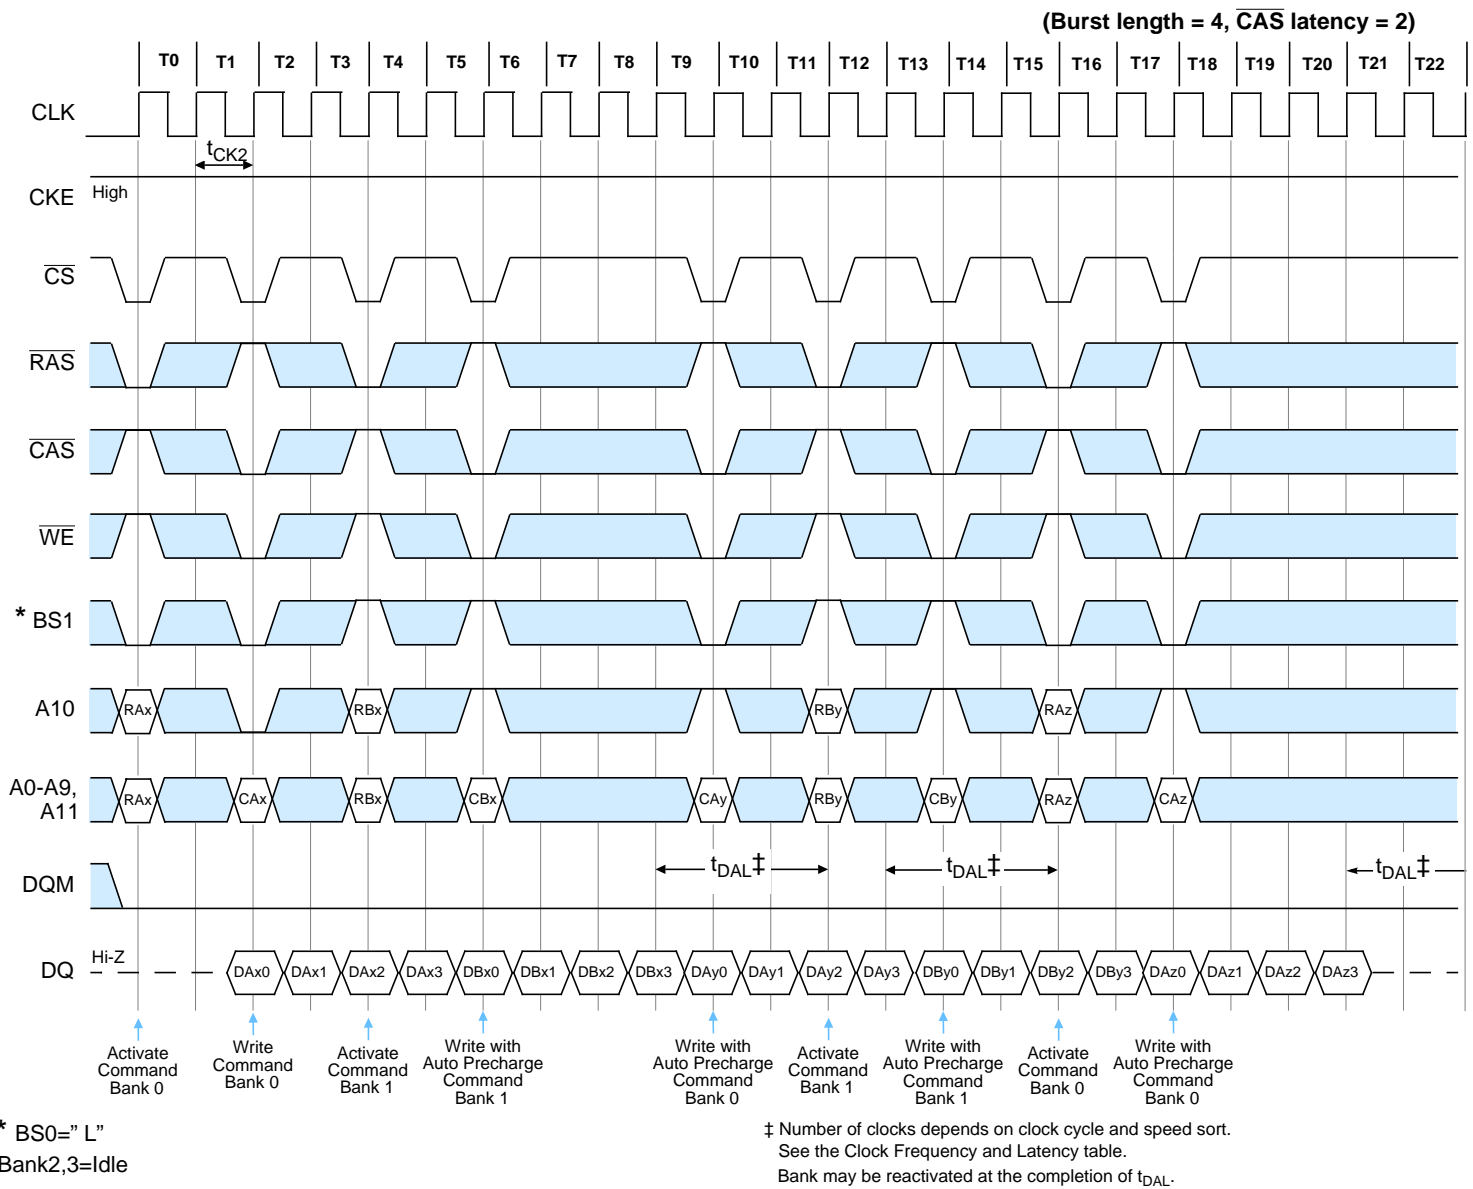 (Burst length = 4, CAS latency = 2)
T0 T1 T2 T3 T4 T5 T6 T7 T8 T9 T10 T11 T12 T13 T14 T15 T16 T17 T18 T19 T20 T21 T22
CLK
tCK2
CKE High
CS
RAS
CAS
WE
* BS1
A10 RAx RBx RBy RAz
A0-A9,
A11
RAx CAx RBx CBx CAy RBy CBy RAz CAz
tDAL‡ tDAL‡ tDAL‡
DQM
DQ Hi-Z DAx0 DAx1 DAx2 DAx3 DBx0 DBx1 DBx2 DBx3 DAy0 DAy1 DAy2 DAy3 DBy0 DBy1 DBy2 DBy3 DAz0 DAz1 DAz2 DAz3
Activate
Command
Bank 0
Write
Command
Bank 0
Activate
Command
Bank 1
Write with
Auto Precharge
Command
Bank 1
Write with
Auto Precharge
Command
Bank 0
Activate
Command
Bank 1
Write with
Auto Precharge
Command
Bank 1
Activate
Command
Bank 0
Write with
Auto Precharge
Command
Bank 0
* BS0=” L”
Bank2,3=Idle
‡ Number of clocks depends on clock cycle and speed sort.
See the Clock Frequency and Latency table.
Bank may be reactivated at the completion of tDAL.